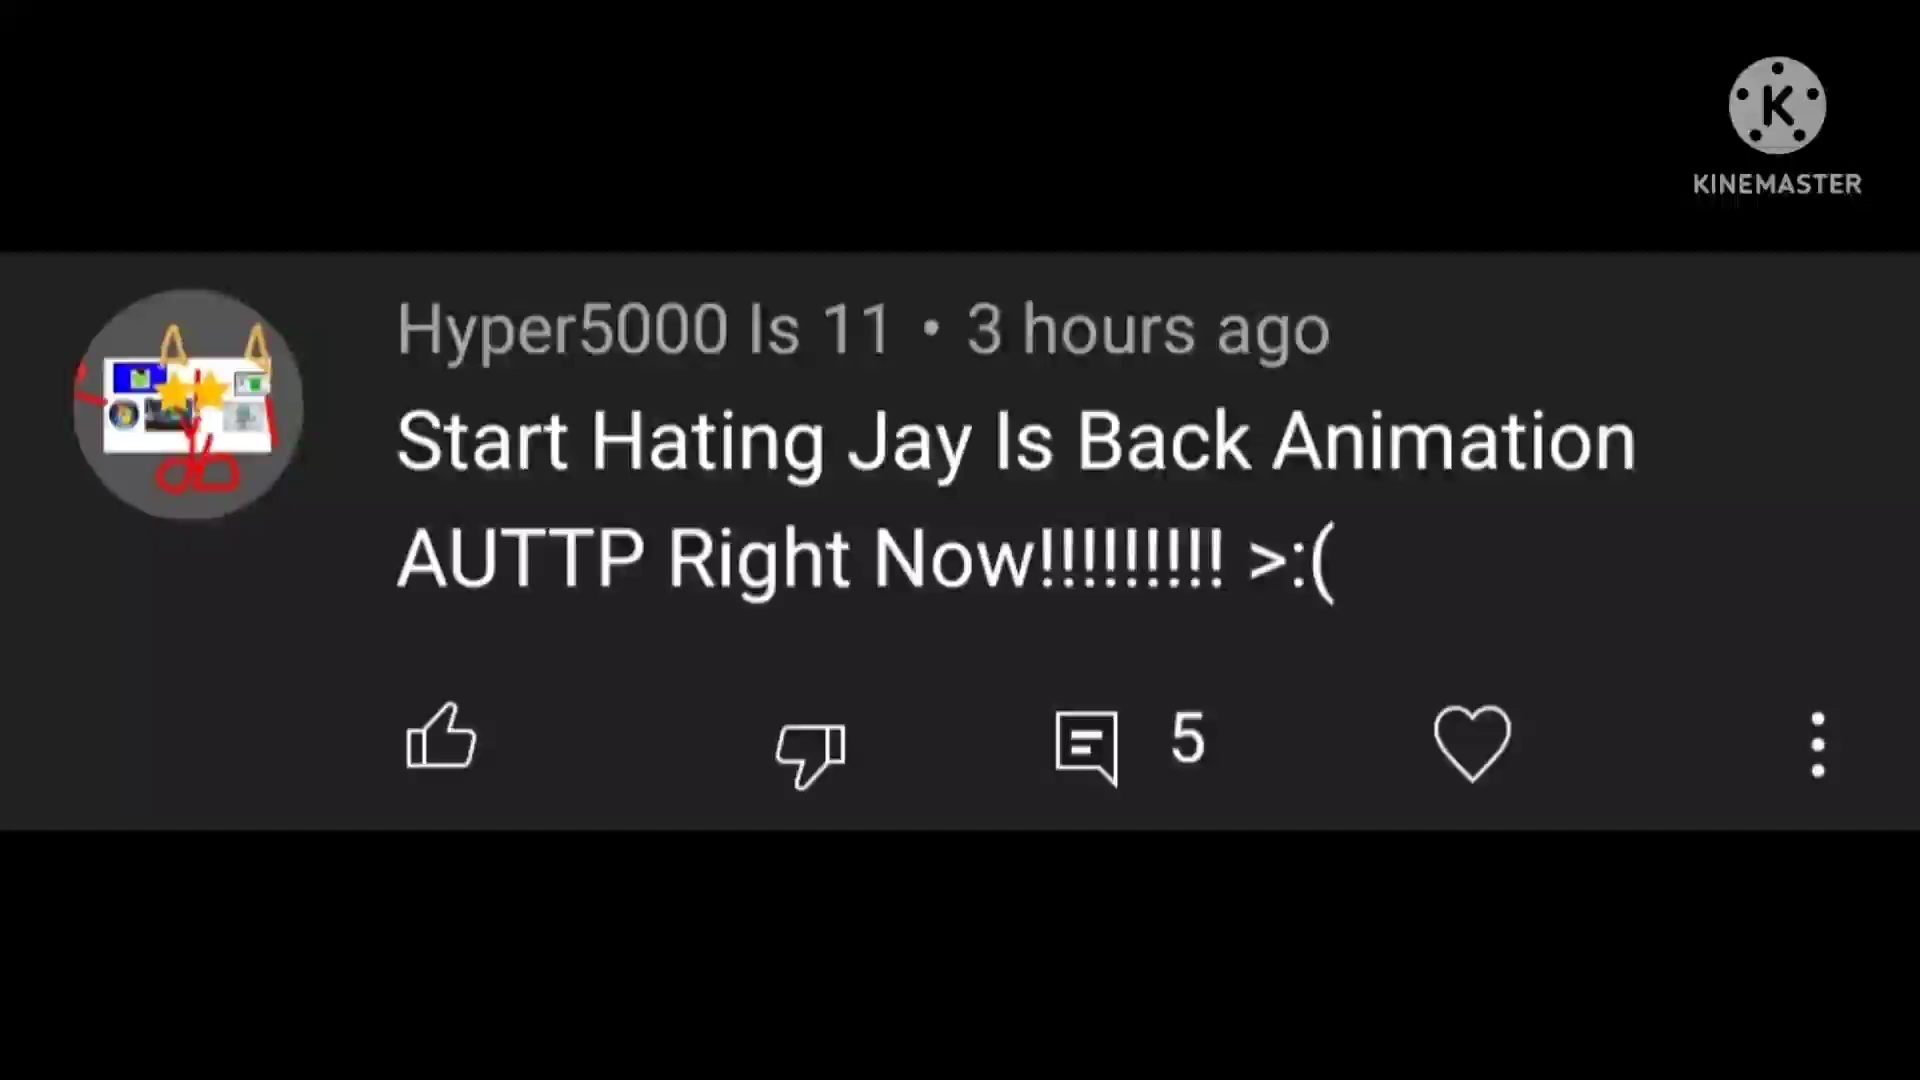 K
KINEMASTER
Hyper5000 Is 11 • 3 hours ago
Start Hating Jay Is Back Animation
AUTTP Right Now!!!!!!!!! >:(
5